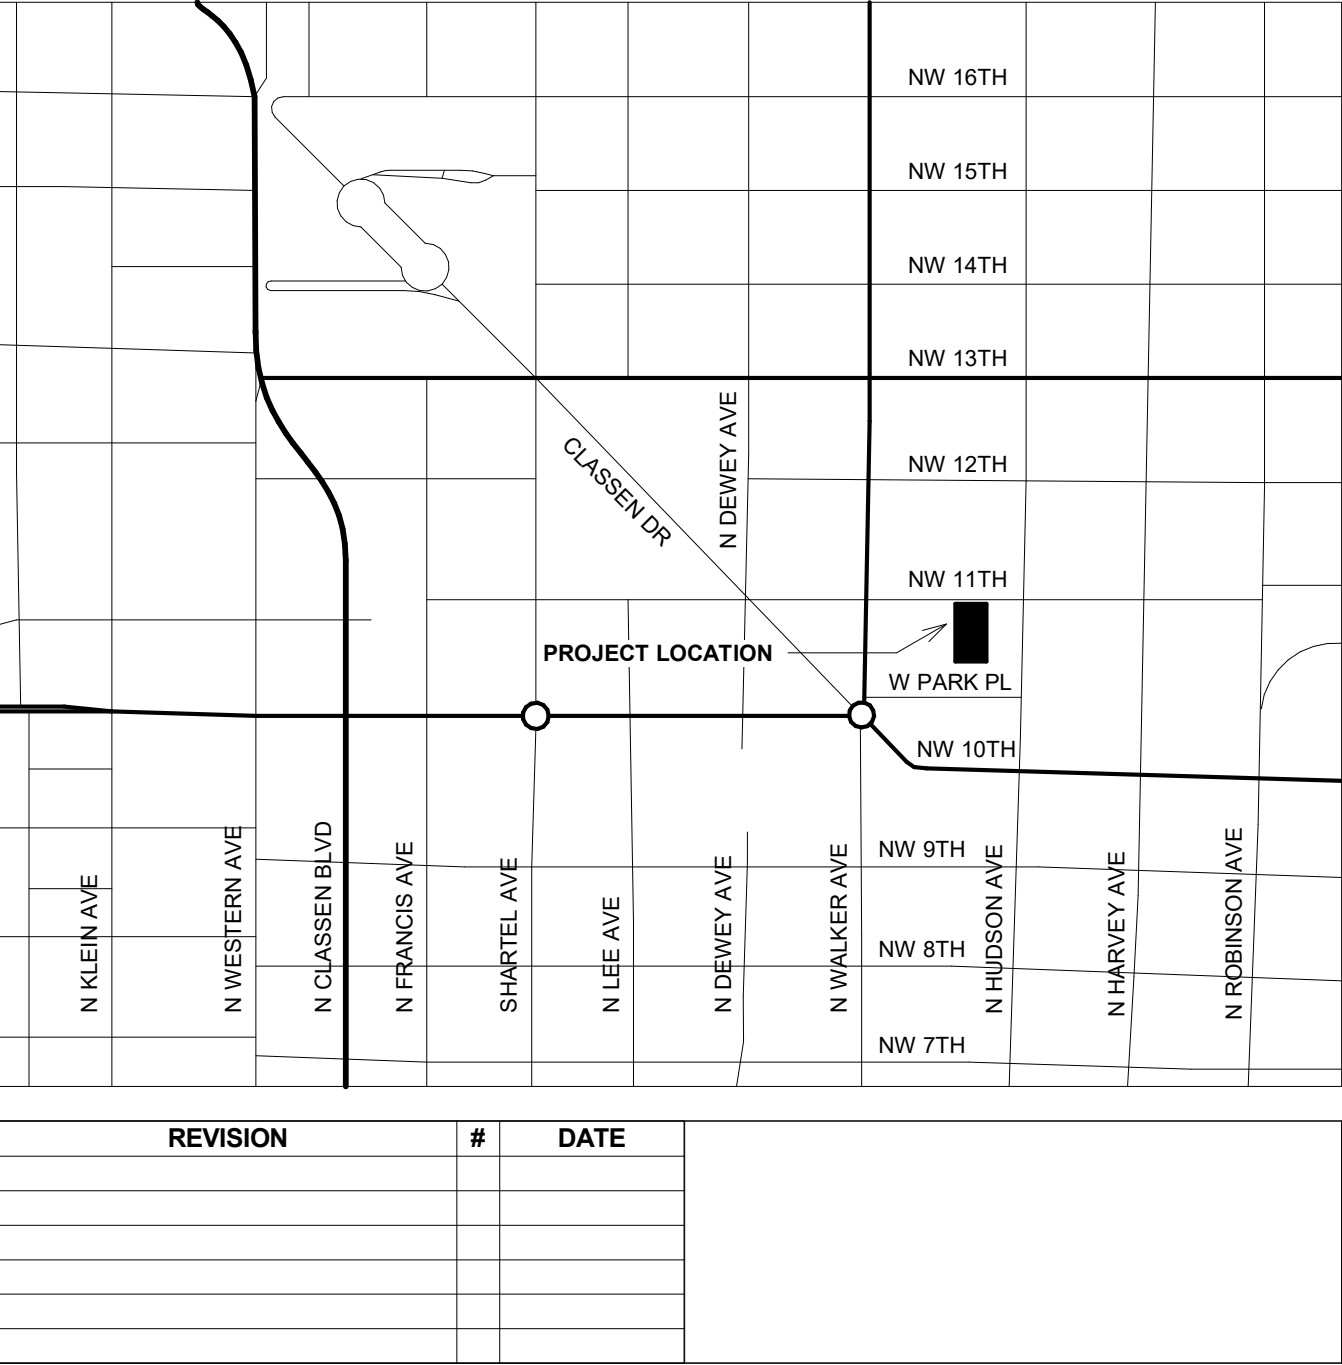 NW 16TH
NW 15TH
NW 14TH
NW 13TH
N DEWEY AVE
CLASSEN DR
NW 12TH
NW 11TH
PROJECT LOCATION
W PARK PL
NW 10TH
N KLEIN AVE
N WESTERN AVE
N CLASSEN BLVD
N FRANCIS AVE
SHARTEL AVE
N LEE AVE
N DEWEY AVE
N WALKER AVE
NW 9TH
N HUDSON AVE
N HARVEY AVE
N ROBINSON AVE
NW 8TH
NW 7TH
REVISION # DATE